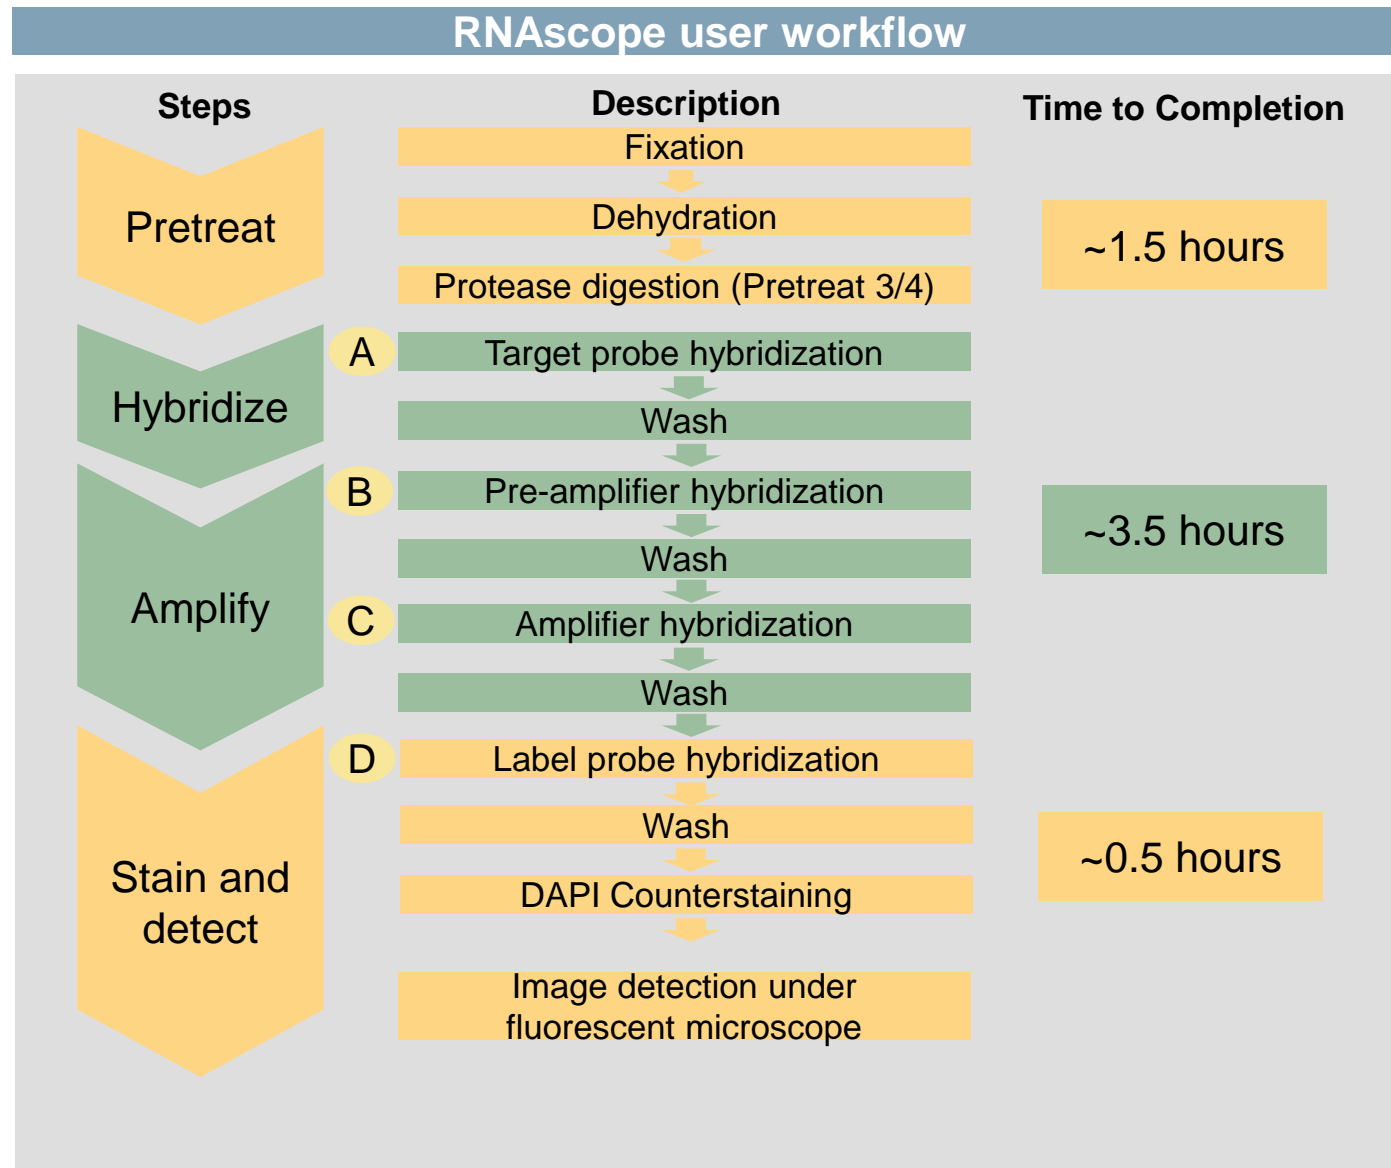 RNAscope user workflow
Steps
Description
Time to Completion
Pretreat
Fixation
Dehydration
Protease digestion (Pretreat 3/4)
~1.5 hours
Hybridize
A
Target probe hybridization
Wash
Amplify
B
Pre-amplifier hybridization
Wash
C
Amplifier hybridization
Wash
~3.5 hours
Stain and
detect
D
Label probe hybridization
Wash
DAPI Counterstaining
Image detection under
fluorescent microscope
~0.5 hours